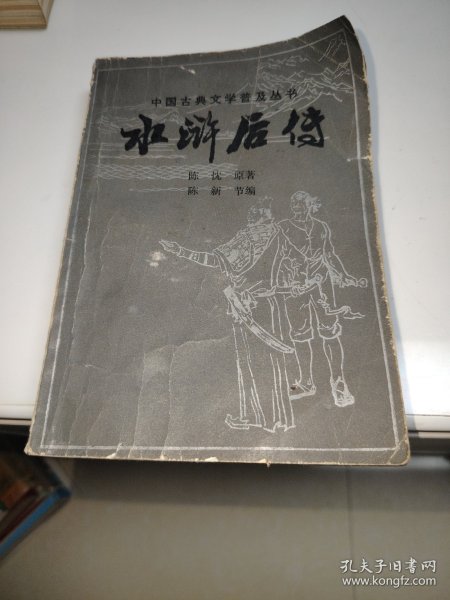 中国古典文学普及丛书
水浒后传
陈忱 原著
陈新 节编
孔夫子旧书网
www.kongfz.com